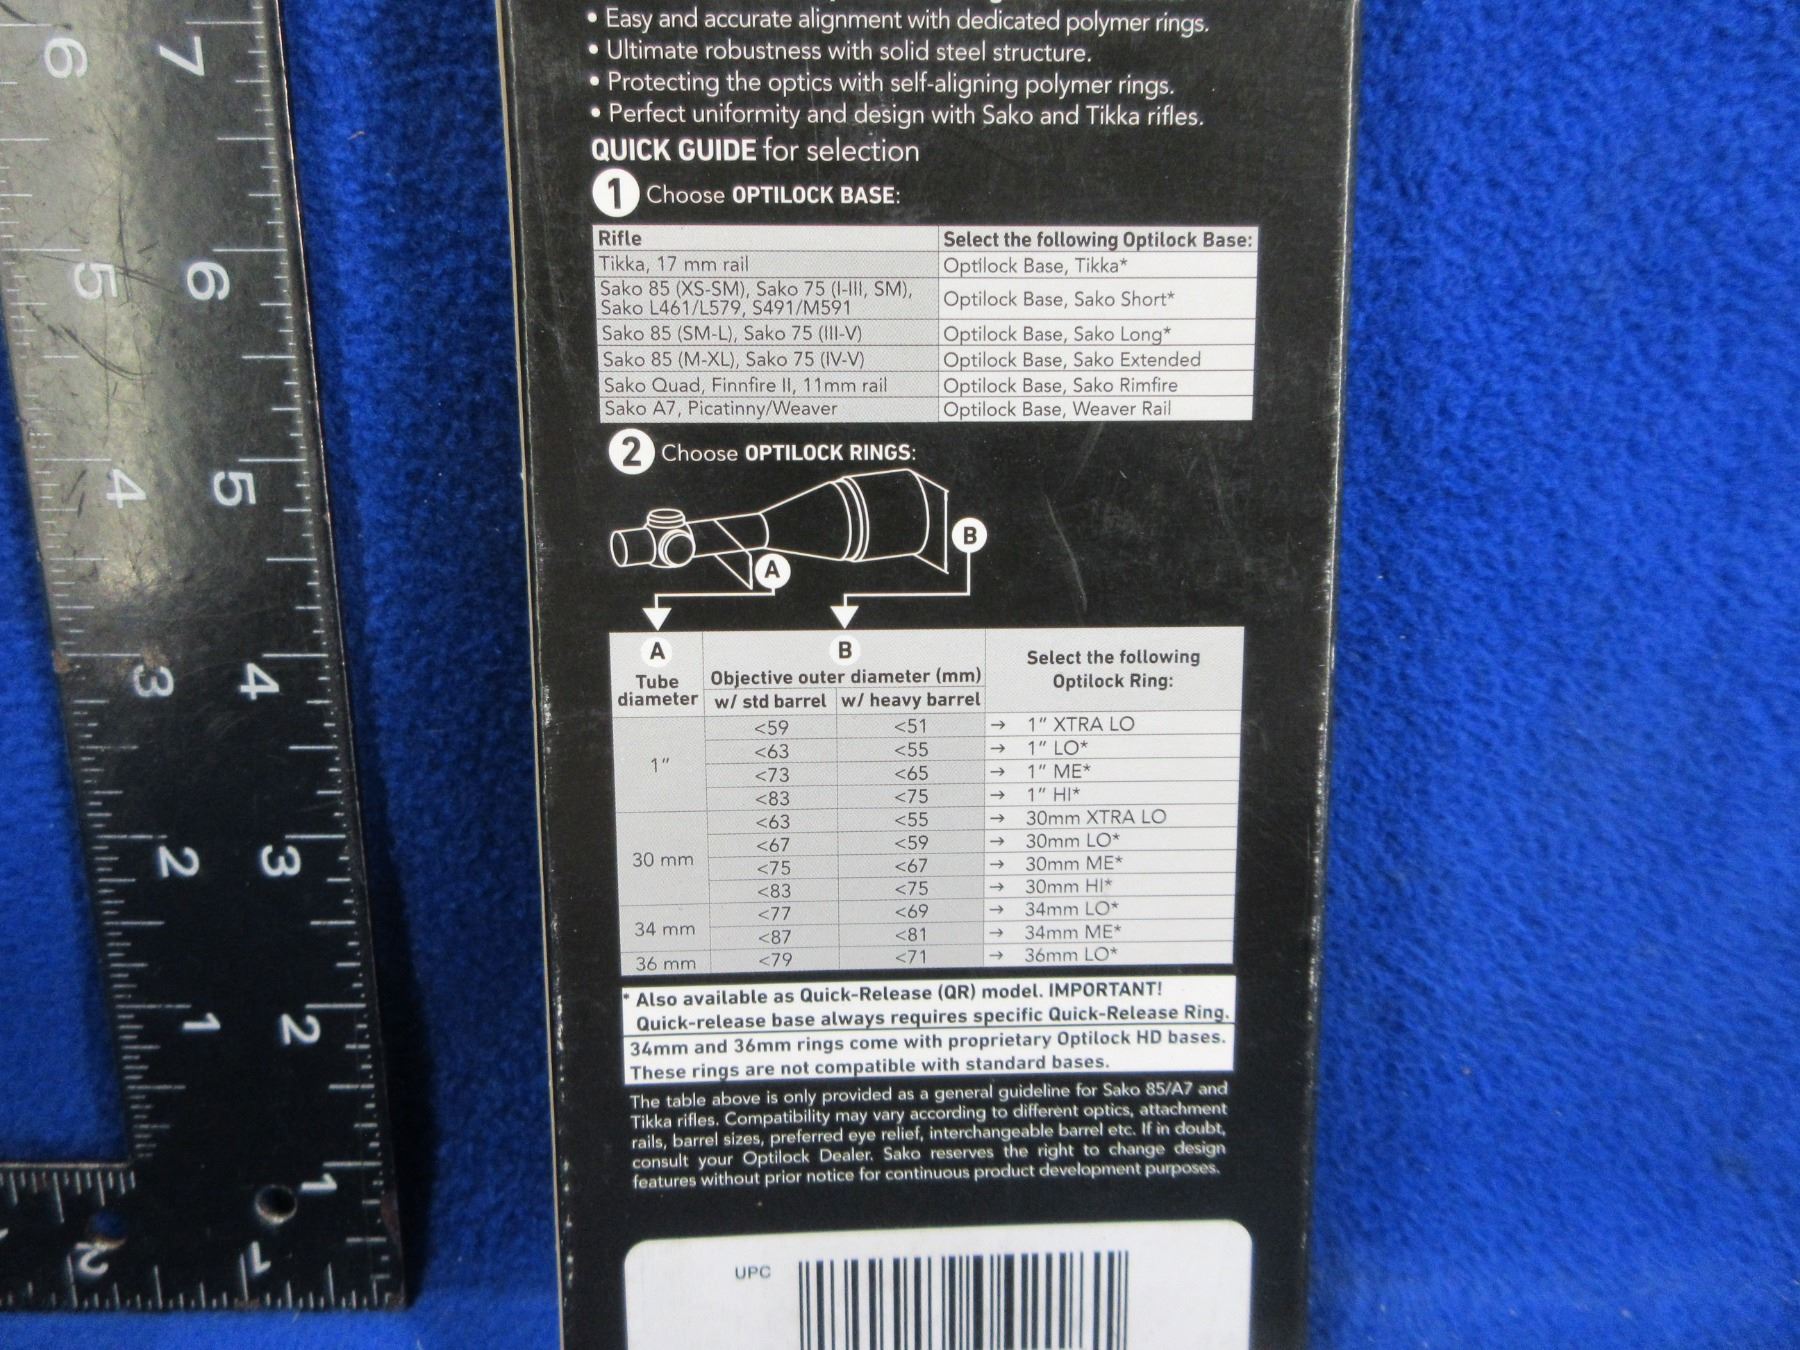 • Easy and accurate alignment with dedicated polymer rings.
• Ultimate robustness with solid steel structure.
• Protecting the optics with self-aligning polymer rings.
• Perfect uniformity and design with Sako and Tikka rifles.
QUICK GUIDE for selection
1 Choose OPTILOCK BASE:
Rifle Select the following Optilock Base:
Tikka, 17 mm rail Optilock Base, Tikka*
Sako 85 (XS-SM), Sako 75 (I-III, SM),
Sako L461/L579, S491/M591 Optilock Base, Sako Short*
Sako 85 (SM-L), Sako 75 (III-V) Optilock Base, Sako Long*
Sako 85 (M-XL), Sako 75 (IV-V) Optilock Base, Sako Extended
Sako Quad, Finnfire II, 11mm rail Optilock Base, Sako Rimfire
Sako A7, Picatinny/Weaver Optilock Base, Weaver Rail
2 Choose OPTILOCK RINGS:
B
A
A B
Tube diameter Objective outer diameter (mm) Select the following Optilock Ring:
w/ std barrel w/ heavy barrel
1" <59 <51 → 1" XTRA LO
<63 <55 → 1" LO*
<73 <65 → 1" ME*
<83 <75 → 1" HI*
30 mm <63 <55 → 30mm XTRA LO
<67 <59 → 30mm LO*
<75 <67 → 30mm ME*
<83 <75 → 30mm HI*
34 mm <77 <69 → 34mm LO*
<87 <81 → 34mm ME*
36 mm <79 <71 → 36mm LO*
* Also available as Quick-Release (QR) model. IMPORTANT!
Quick-release base always requires specific Quick-Release Ring.
34mm and 36mm rings come with proprietary Optilock HD bases.
These rings are not compatible with standard bases.
The table above is only provided as a general guideline for Sako 85/A7 and
Tikka rifles. Compatibility may vary according to different optics, attachment
rails, barrel sizes, preferred eye relief, interchangeable barrel etc. If in doubt,
consult your Optilock Dealer. Sako reserves the right to change design
features without prior notice for continuous product development purposes.
UPC
6 7
5 6
4 5
3 4
2 3
1 2
1
2 1